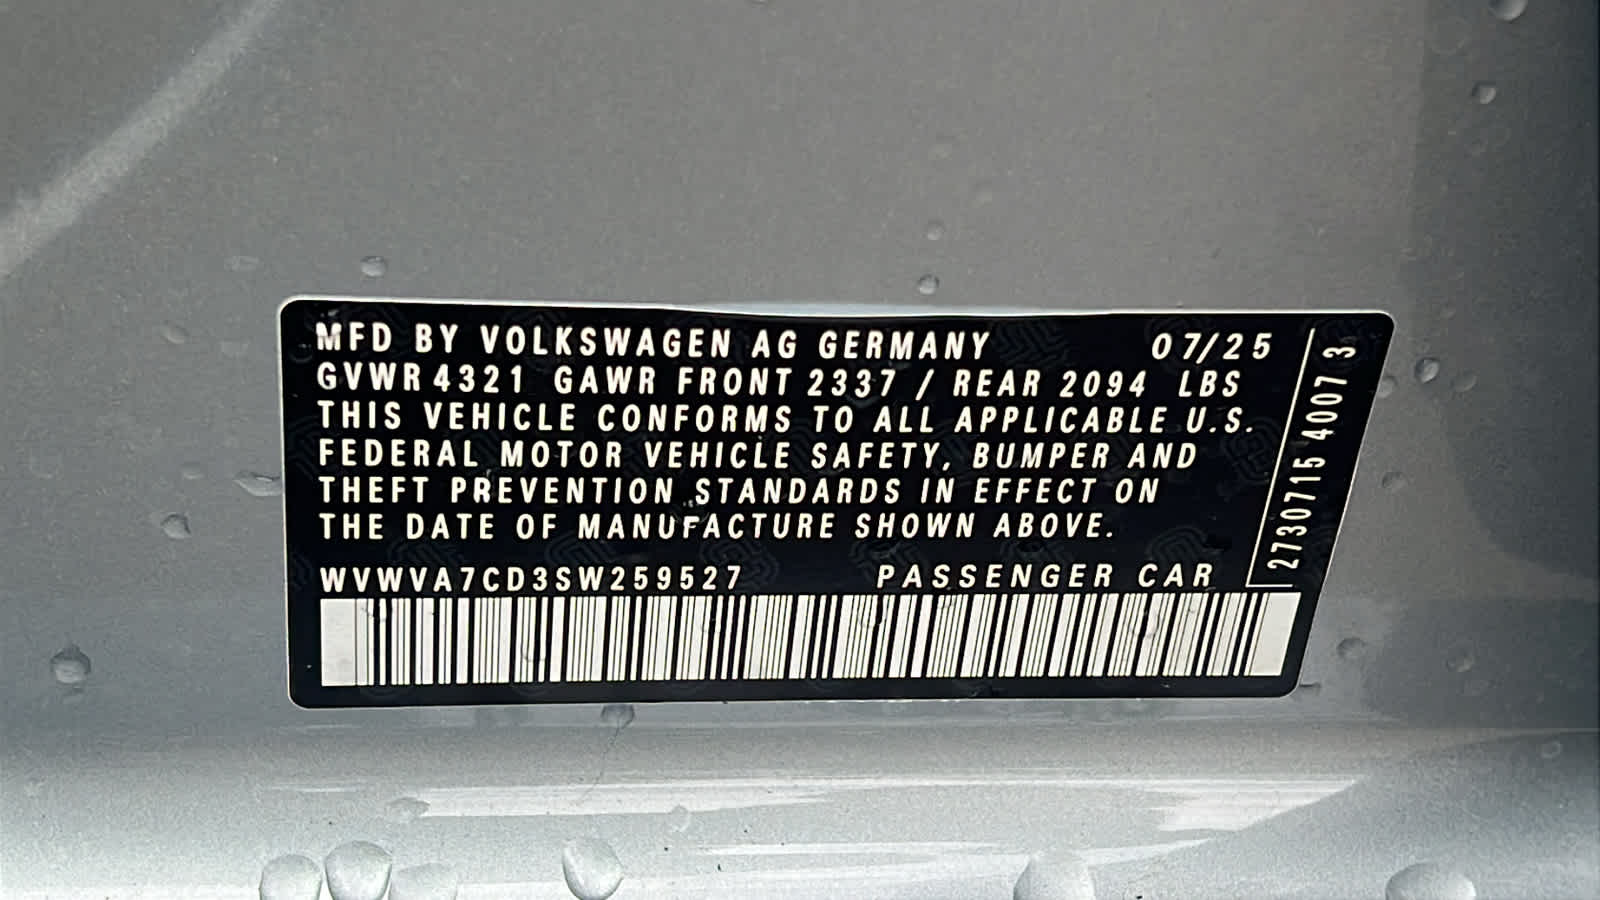 MFD BY VOLKSWAGEN AG GERMANY 07/25
GVWR 4321 GAWR FRONT 2337 / REAR 2094 LBS
THIS VEHICLE CONFORMS TO ALL APPLICABLE U.S.
FEDERAL MOTOR VEHICLE SAFETY, BUMPER AND
THEFT PREVENTION STANDARDS IN EFFECT ON
THE DATE OF MANUFACTURE SHOWN ABOVE.
WVWVA7CD3SW259527 PASSENGER CAR
2730715 4007 3